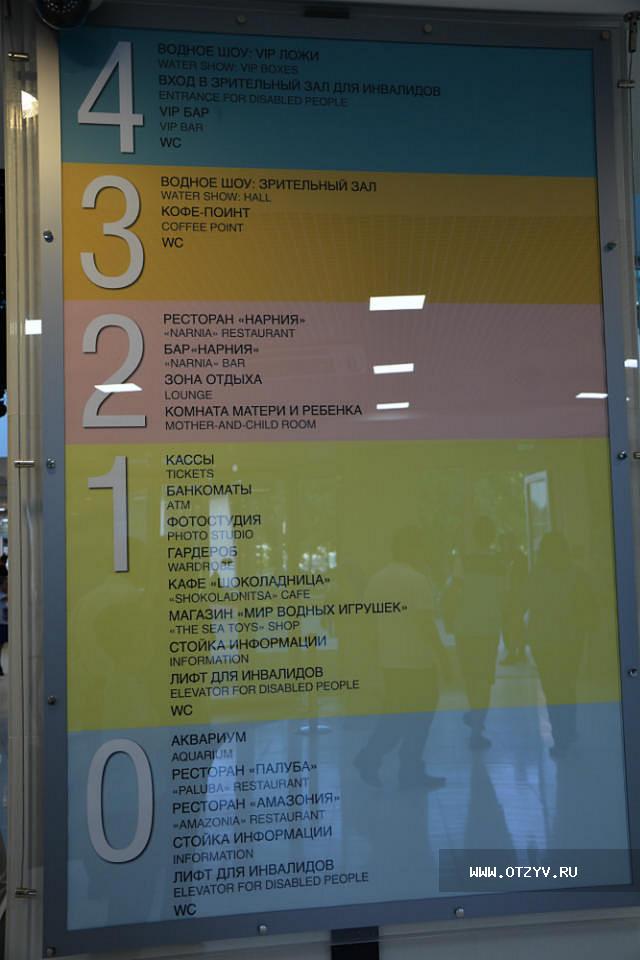 4
ВОДНОЕ ШОУ: VIP ЛОЖИ
WATER SHOW: VIP BOXES
ВХОД В ЗРИТЕЛЬНЫЙ ЗАЛ ДЛЯ ИНВАЛИДОВ
ENTRANCE FOR DISABLED PEOPLE
VIP БАР
VIP BAR
WC
3
ВОДНОЕ ШОУ: ЗРИТЕЛЬНЫЙ ЗАЛ
WATER SHOW: HALL
КОФЕ-ПОИНТ
COFFEE POINT
WC
2
РЕСТОРАН «НАРНИЯ»
«NARNIA» RESTAURANT
БАР«НАРНИЯ»
«NARNIA» BAR
ЗОНА ОТДЫХА
LOUNGE
КОМНАТА МАТЕРИ И РЕБЕНКА
MOTHER-AND-CHILD ROOM
1
КАССЫ
TICKETS
БАНКОМАТЫ
ATM
ФОТОСТУДИЯ
PHOTO STUDIO
ГАРДЕРОБ
WARDROBE
КАФЕ «ШОКОЛАДНИЦА»
«SHOKOLADNITSA» CAFE
МАГАЗИН «МИР ВОДНЫХ ИГРУШЕК»
«THE SEA TOYS» SHOP
СТОЙКА ИНФОРМАЦИИ
INFORMATION
ЛИФТ ДЛЯ ИНВАЛИДОВ
ELEVATOR FOR DISABLED PEOPLE
WC
0
АКВАРИУМ
AQUARIUM
РЕСТОРАН «ПАЛУБА»
«PALUBA» RESTAURANT
РЕСТОРАН «АМАЗОНИЯ»
«AMAZONIA» RESTAURANT
СТОЙКА ИНФОРМАЦИИ
INFORMATION
ЛИФТ ДЛЯ ИНВАЛИДОВ
ELEVATOR FOR DISABLED PEOPLE
WC
WWW.OTZYV.RU